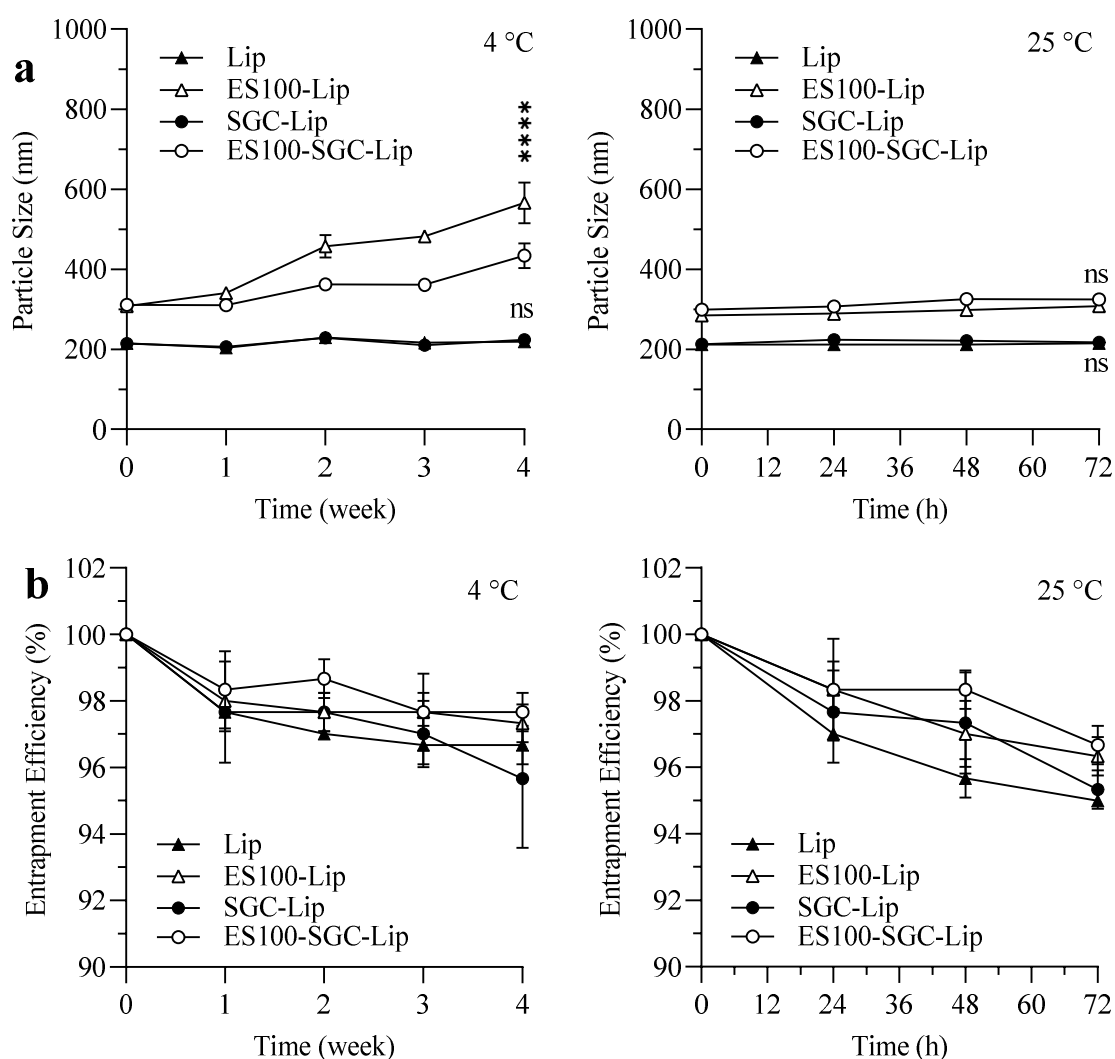 a
4 °C
Lip
ES100-Lip
SGC-Lip
ES100-SGC-Lip
****
ns
Particle Size (nm)
1000
800
600
400
200
0
0 1 2 3 4
Time (week)
25 °C
Lip
ES100-Lip
SGC-Lip
ES100-SGC-Lip
ns
ns
Particle Size (nm)
1000
800
600
400
200
0
0 12 24 36 48 60 72
Time (h)
b
4 °C
Entrapment Efficiency (%)
102
100
98
96
94
92
90
Lip
ES100-Lip
SGC-Lip
ES100-SGC-Lip
0 1 2 3 4
Time (week)
25 °C
Entrapment Efficiency (%)
102
100
98
96
94
92
90
Lip
ES100-Lip
SGC-Lip
ES100-SGC-Lip
0 12 24 36 48 60 72
Time (h)